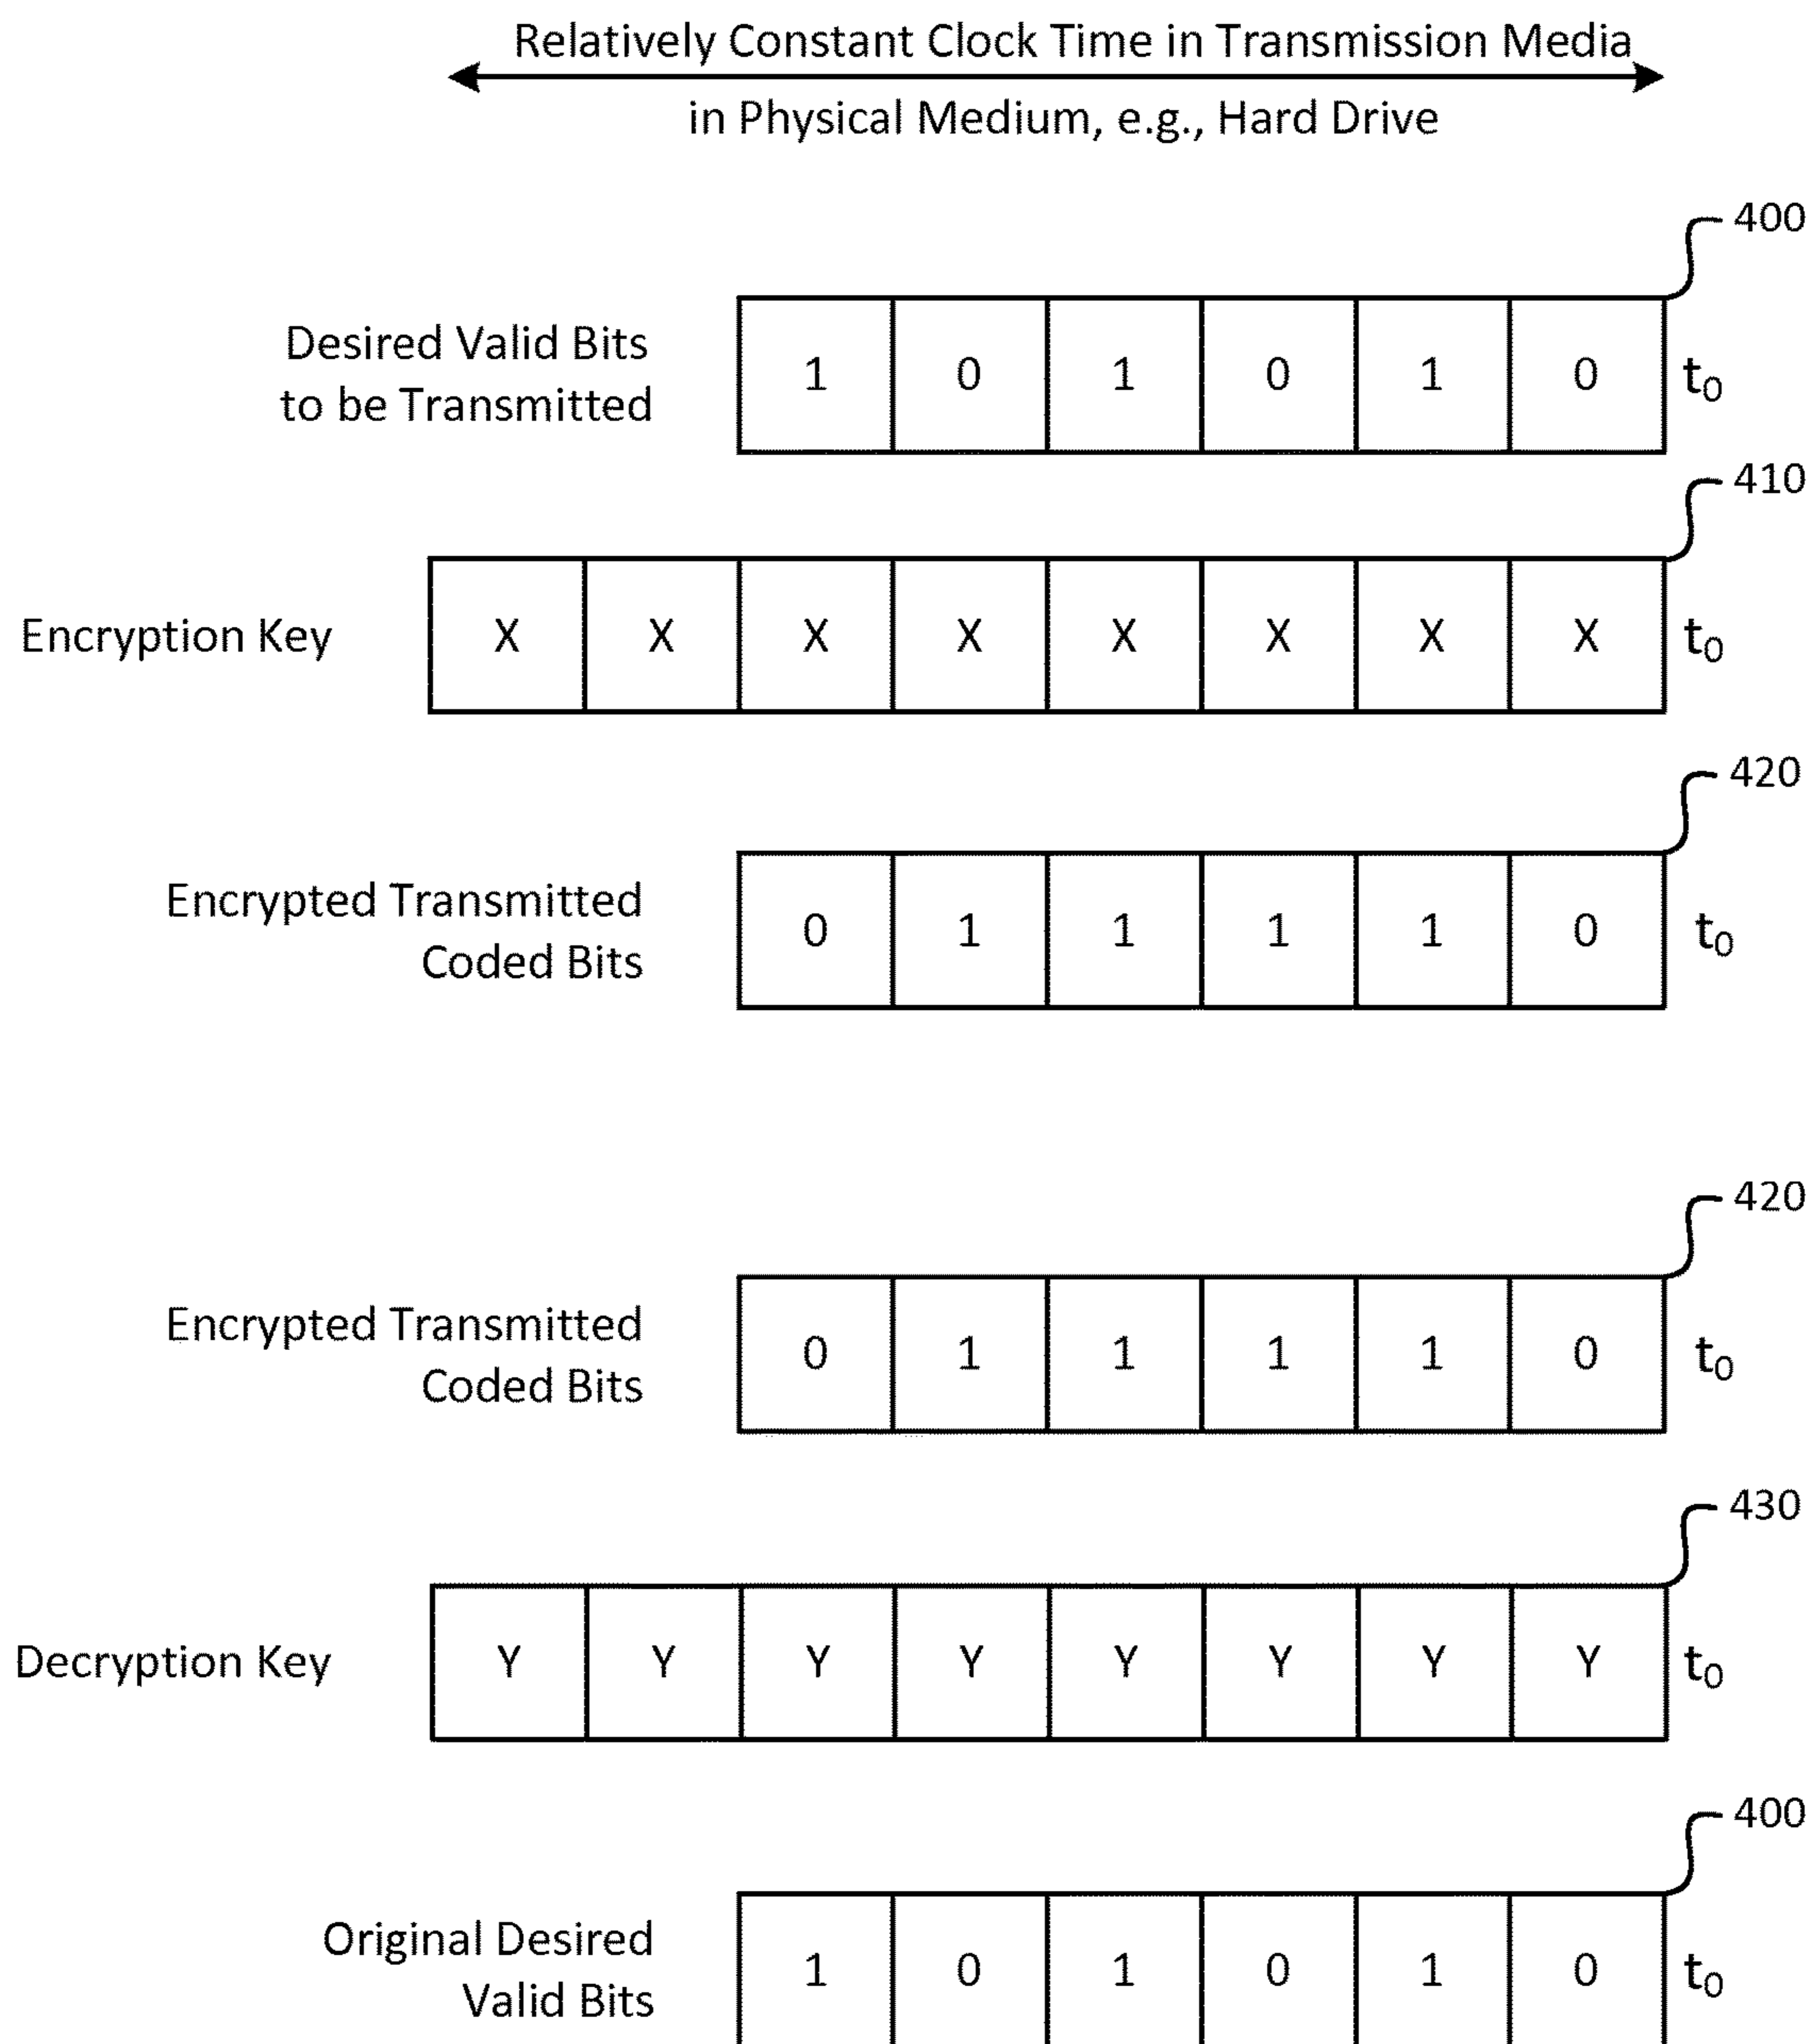 Relatively Constant Clock Time in Transmission Media
in Physical Medium, e.g., Hard Drive
400
Desired Valid Bits
to be Transmitted
1 0 1 0 1 0 t0
410
Encryption Key X X X X X X X X t0
420
Encrypted Transmitted
Coded Bits
0 1 1 1 1 0 t0
420
Encrypted Transmitted
Coded Bits
0 1 1 1 1 0 t0
430
Decryption Key Y Y Y Y Y Y Y Y t0
400
Original Desired
Valid Bits
1 0 1 0 1 0 t0